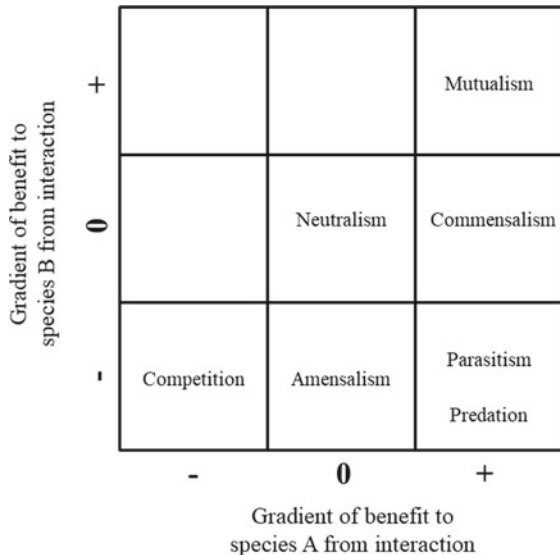 Gradient of benefit to
species B from interaction
+
Mutualism
0
Neutralism
Commensalism
-
Competition
Amensalism
Parasitism
Predation
-
0
+
Gradient of benefit to
species A from interaction